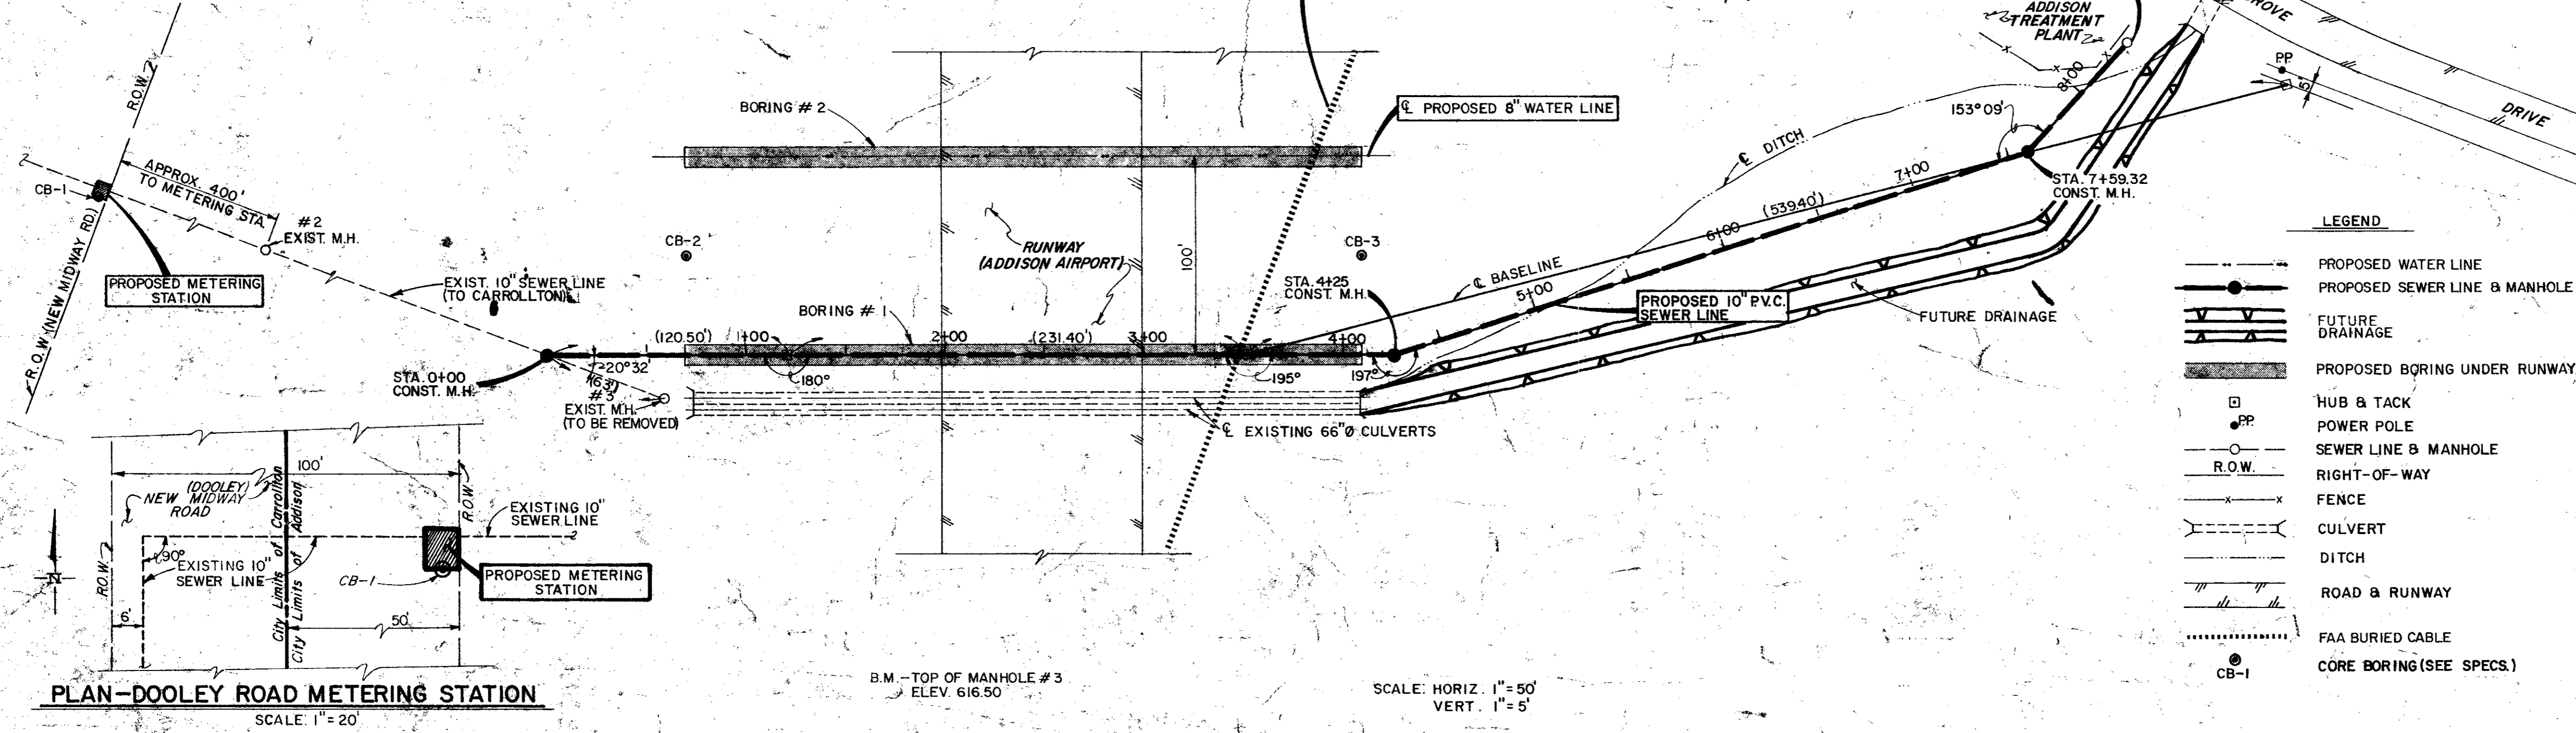 R.O.W.
CB-1
APPROX. 400'
TO METERING STA.
#2
EXIST. M.H.
R.O.W. (NEW MIDWAY RD.)
PROPOSED METERING
STATION
EXIST. 10" SEWER LINE
(TO CARROLLTON)
STA. 0+00
CONST. M.H.
20°32'
(63')
#3
EXIST. M.H.
(TO BE REMOVED)
CB-2
BORING #2
BORING #1
(120.50')
1+00
180°
2+00
(231.40')
3+00
RUNWAY
(ADDISON AIRPORT)
100'
℄ PROPOSED 8" WATER LINE
CB-3
STA. 4+25
CONST. M.H.
4+00
195°
197°
℄ EXISTING 66"Ø CULVERTS
℄ BASELINE
5+00
PROPOSED 10" P.V.C.
SEWER LINE
6+00
(539.40')
7+00
℄ DITCH
FUTURE DRAINAGE
153°09'
STA. 7+59.32
CONST. M.H.
8+00
ADDISON
TREATMENT
PLANT
DRIVE
P.P.
5'
LEGEND
PROPOSED WATER LINE
PROPOSED SEWER LINE & MANHOLE
FUTURE
DRAINAGE
PROPOSED BORING UNDER RUNWAY
HUB & TACK
P.P.
POWER POLE
SEWER LINE & MANHOLE
R.O.W.
RIGHT-OF-WAY
FENCE
CULVERT
DITCH
ROAD & RUNWAY
FAA BURIED CABLE
CB-1
CORE BORING (SEE SPECS.)
100'
(DOOLEY)
NEW MIDWAY
ROAD
City Limits of Carrollton
City Limits of Addison
R.O.W.
R.O.W.
EXISTING 10"
SEWER LINE
90°
EXISTING 10"
SEWER LINE
CB-1
PROPOSED METERING
STATION
6'
50'
N
PLAN-DOOLEY ROAD METERING STATION
SCALE: 1"=20'
B.M.-TOP OF MANHOLE #3
ELEV. 616.50
SCALE: HORIZ. 1"=50'
VERT. 1"=5'